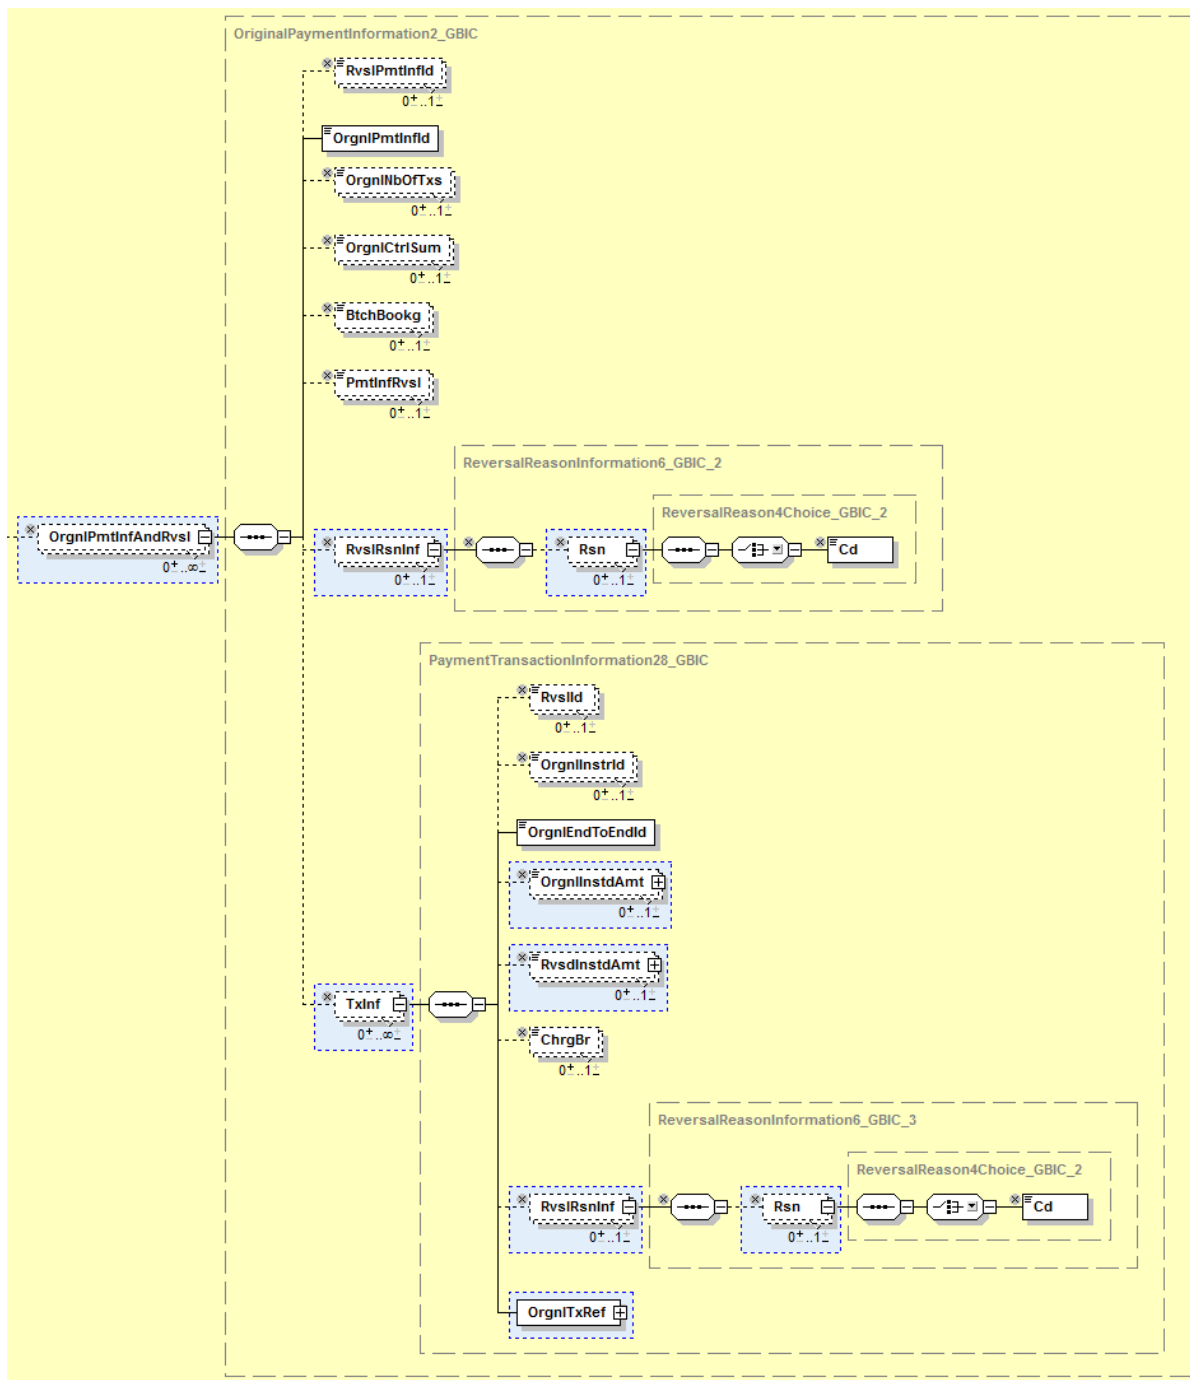 OriginalPaymentInformation2_GBIC
RvslPmtInfId
0..1
OrgnlPmtInfId
OrgnlNbOfTxs
0..1
OrgnlCtrlSum
0..1
BtchBookg
0..1
PmtInfRvsl
0..1
ReversalReasonInformation6_GBIC_2
ReversalReason4Choice_GBIC_2
OrgnlPmtInfAndRvsl
0..∞
RvslRsnInf
0..1
Rsn
0..1
Cd
PaymentTransactionInformation28_GBIC
RvslId
0..1
OrgnlInstrId
0..1
OrgnlEndToEndId
OrgnlInstdAmt
0..1
RvsdInstdAmt
0..1
TxInf
0..∞
ChrgBr
0..1
ReversalReasonInformation6_GBIC_3
ReversalReason4Choice_GBIC_2
RvslRsnInf
0..1
Rsn
0..1
Cd
OrgnlTxRef